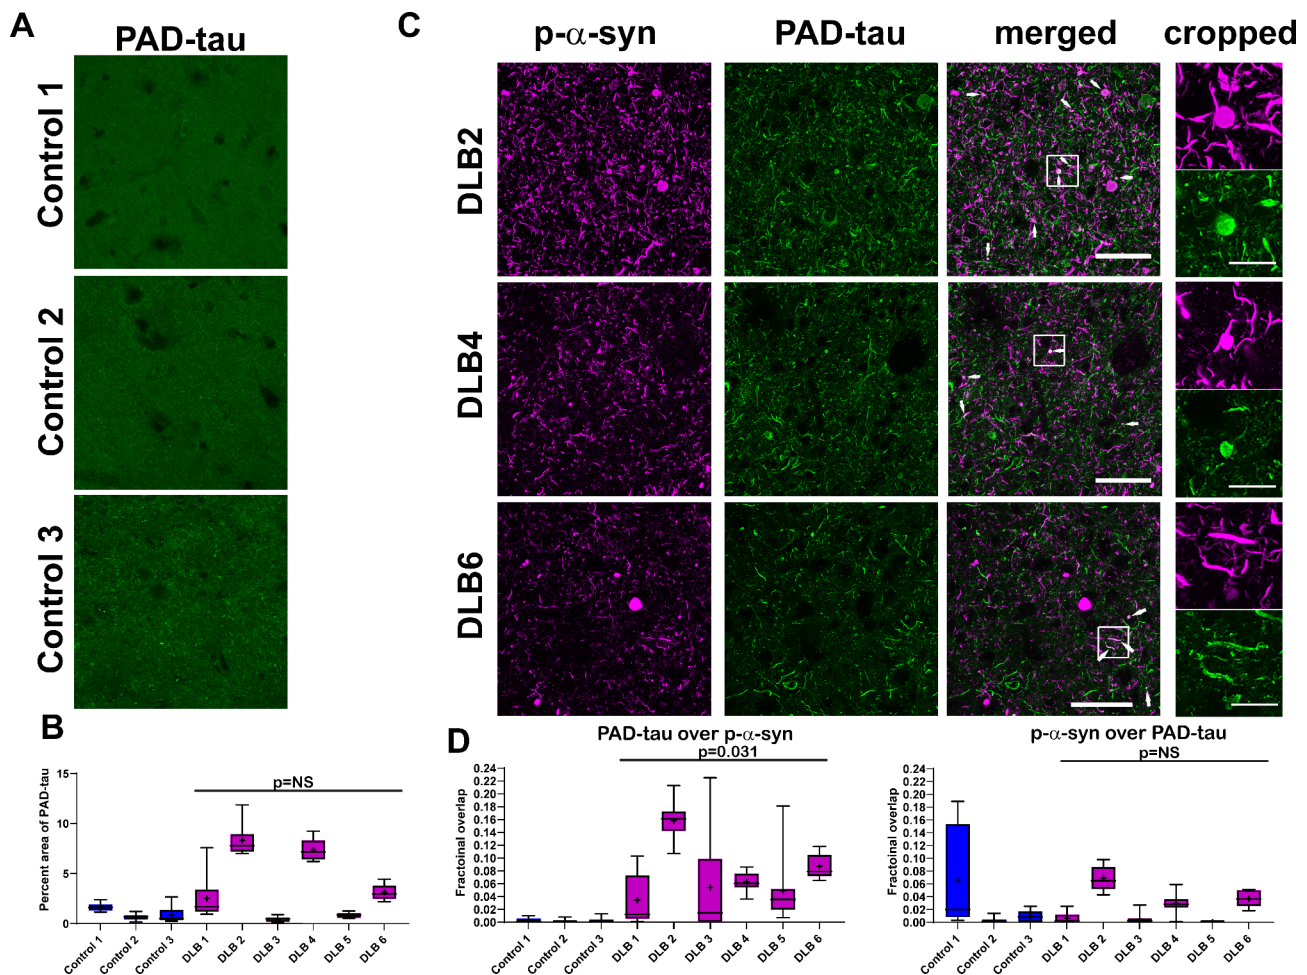 A
PAD-tau
Control 1
Control 2
Control 3
B
Percent area of PAD-tau
15
10
5
0
p=NS
Control 1
Control 2
Control 3
DLB 1
DLB 2
DLB 3
DLB 4
DLB 5
DLB 6
C
p-α-syn PAD-tau merged cropped
DLB2
DLB4
DLB6
D
PAD-tau over p-α-syn
p=0.031
Fractoinal overlap
0.24
0.22
0.20
0.18
0.16
0.14
0.12
0.10
0.08
0.06
0.04
0.02
0.00
Control 1
Control 2
Control 3
DLB 1
DLB 2
DLB 3
DLB 4
DLB 5
DLB 6
p-α-syn over PAD-tau
p=NS
Fractoinal overlap
0.24
0.22
0.20
0.18
0.16
0.14
0.12
0.10
0.08
0.06
0.04
0.02
0.00
Control 1
Control 2
Control 3
DLB 1
DLB 2
DLB 3
DLB 4
DLB 5
DLB 6